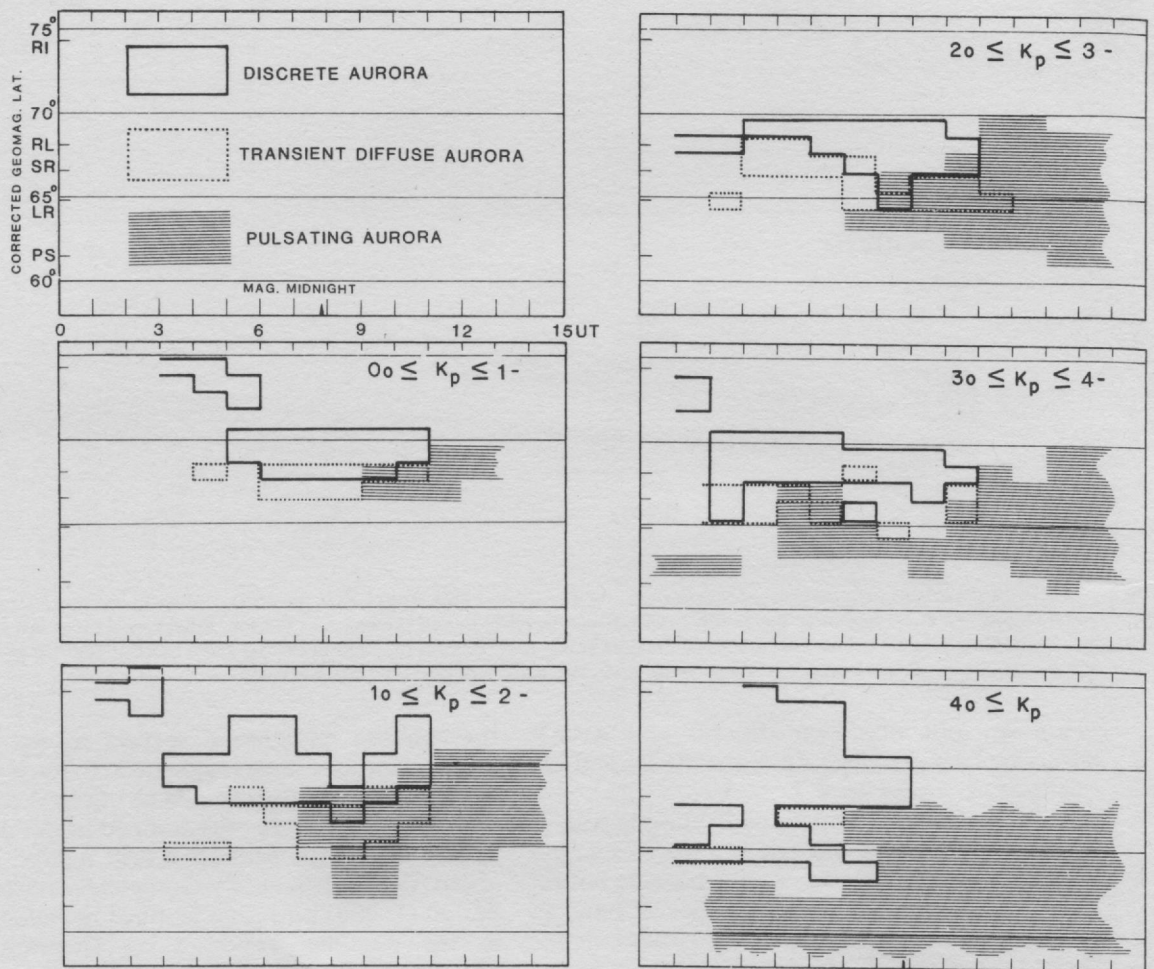 CORRECTED GEOMAG. LAT.
75°
RI
70°
RL
SR
65°
LR
PS
60°
DISCRETE AURORA
TRANSIENT DIFFUSE AURORA
PULSATING AURORA
MAG. MIDNIGHT
0 3 6 9 12 15UT
2o ≤ Kp ≤ 3-
0o ≤ Kp ≤ 1-
3o ≤ Kp ≤ 4-
1o ≤ Kp ≤ 2-
4o ≤ Kp